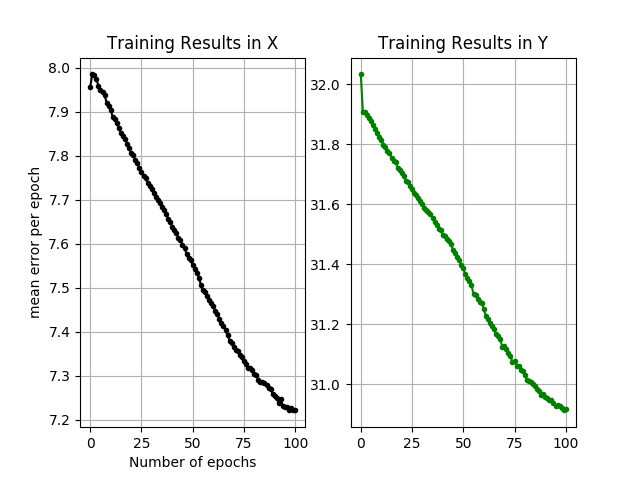 Training Results in X
Training Results in Y
mean error per epoch
8.0
7.9
7.8
7.7
7.6
7.5
7.4
7.3
7.2
0 25 50 75 100
Number of epochs
32.0
31.8
31.6
31.4
31.2
31.0
0 25 50 75 100